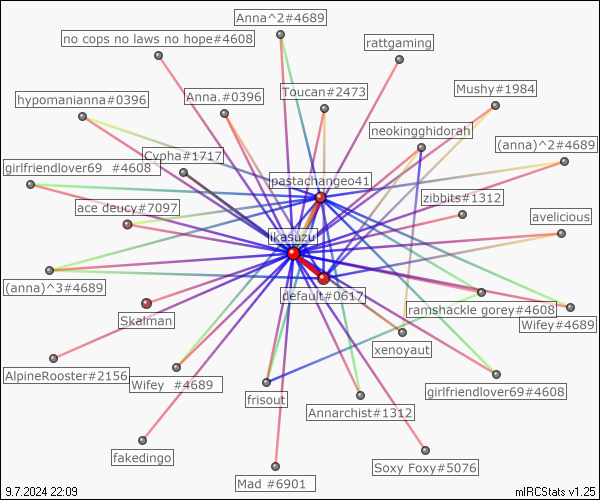 Anna^2#4689
no cops no laws no hope#4608
rattgaming
Mushy#1984
Toucan#2473
hypomanianna#0396
Anna.#0396
neokingghidorah
(anna)^2#4689
Cypha#1717
girlfriendlover69 #4608
pastachangeo41
zibbits#1312
ace deucy#7097
avelicious
ikasuzu
(anna)^3#4689
default#0617
ramshackle gorey#4608
Skalman
Wifey#4689
xenoyaut
AlpineRooster#2156
Wifey #4689
girlfriendlover69#4608
frisout
Annarchist#1312
fakedingo
Soxy Foxy#5076
Mad #6901
9.7.2024 22:09
mIRCStats v1.25